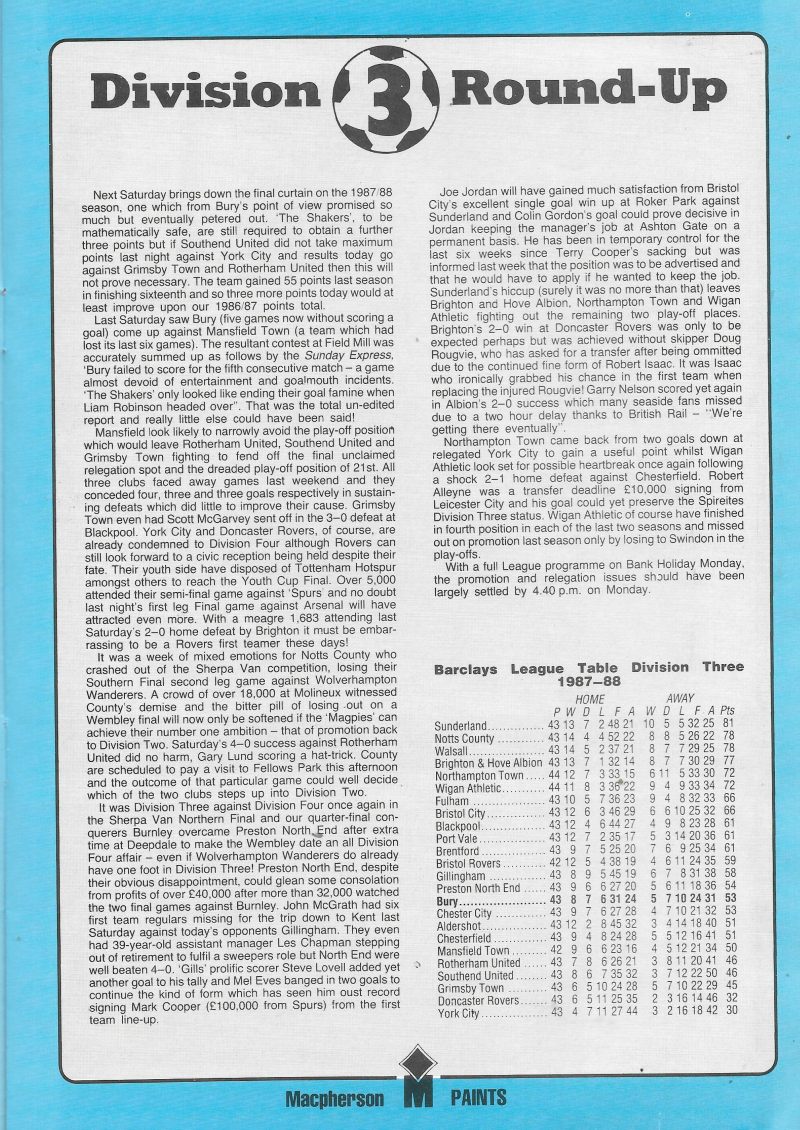 Division 3 Round-Up
Next Saturday brings down the final curtain on the 1987/88
season, one which from Bury's point of view promised so
much but eventually petered out. 'The Shakers', to be
mathematically safe, are still required to obtain a further
three points but if Southend United did not take maximum
points last night against York City and results today go
against Grimsby Town and Rotherham United then this will
not prove necessary. The team gained 55 points last season
in finishing sixteenth and so three more points today would at
least improve upon our 1986/87 points total.
Last Saturday saw Bury (five games now without scoring a
goal) come up against Mansfield Town (a team which had
lost its last six games). The resultant contest at Field Mill was
accurately summed up as follows by the Sunday Express,
'Bury failed to score for the fifth consecutive match – a game
almost devoid of entertainment and goalmouth incidents.
'The Shakers' only looked like ending their goal famine when
Liam Robinson headed over". That was the total un-edited
report and really little else could have been said!
Mansfield look likely to narrowly avoid the play-off position
which would leave Rotherham United, Southend United and
Grimsby Town fighting to fend off the final unclaimed
relegation spot and the dreaded play-off position of 21st. All
three clubs faced away games last weekend and they
conceded four, three and three goals respectively in sustain-
ing defeats which did little to improve their cause. Grimsby
Town even had Scott McGarvey sent off in the 3–0 defeat at
Blackpool. York City and Doncaster Rovers, of course, are
already condemned to Division Four although Rovers can
still look forward to a civic reception being held despite their
fate. Their youth side have disposed of Tottenham Hotspur
amongst others to reach the Youth Cup Final. Over 5,000
attended their semi-final game against 'Spurs' and no doubt
last night's first leg Final game against Arsenal will have
attracted even more. With a meagre 1,683 attending last
Saturday's 2–0 home defeat by Brighton it must be embar-
rassing to be a Rovers first teamer these days!
It was a week of mixed emotions for Notts County who
crashed out of the Sherpa Van competition, losing their
Southern Final second leg game against Wolverhampton
Wanderers. A crowd of over 18,000 at Molineux witnessed
County's demise and the bitter pill of losing out on a
Wembley final will now only be softened if the 'Magpies' can
achieve their number one ambition – that of promotion back
to Division Two. Saturday's 4–0 success against Rotherham
United did no harm, Gary Lund scoring a hat-trick. County
are scheduled to pay a visit to Fellows Park this afternoon
and the outcome of that particular game could well decide
which of the two clubs steps up into Division Two.
It was Division Three against Division Four once again in
the Sherpa Van Northern Final and our quarter-final con-
querers Burnley overcame Preston North End after extra
time at Deepdale to make the Wembley date an all Division
Four affair – even if Wolverhampton Wanderers do already
have one foot in Division Three! Preston North End, despite
their obvious disappointment, could glean some consolation
from profits of over £40,000 after more than 32,000 watched
the two final games against Burnley. John McGrath had six
first team regulars missing for the trip down to Kent last
Saturday against today's opponents Gillingham. They even
had 39-year-old assistant manager Les Chapman stepping
out of retirement to fulfil a sweepers role but North End were
well beaten 4–0. 'Gills' prolific scorer Steve Lovell added yet
another goal to his tally and Mel Eves banged in two goals to
continue the kind of form which has seen him oust record
signing Mark Cooper (£100,000 from Spurs) from the first
team line-up.
Joe Jordan will have gained much satisfaction from Bristol
City's excellent single goal win up at Roker Park against
Sunderland and Colin Gordon's goal could prove decisive in
Jordan keeping the manager's job at Ashton Gate on a
permanent basis. He has been in temporary control for the
last six weeks since Terry Cooper's sacking but was
informed last week that the position was to be advertised and
that he would have to apply if he wanted to keep the job.
Sunderland's hiccup (surely it was no more than that) leaves
Brighton and Hove Albion, Northampton Town and Wigan
Athletic fighting out the remaining two play-off places.
Brighton's 2–0 win at Doncaster Rovers was only to be
expected perhaps but was achieved without skipper Doug
Rougvie, who has asked for a transfer after being ommitted
due to the continued fine form of Robert Isaac. It was Isaac
who ironically grabbed his chance in the first team when
replacing the injured Rougvie! Garry Nelson scored yet again
in Albion's 2–0 success which many seaside fans missed
due to a two hour delay thanks to British Rail – "We're
getting there eventually".
Northampton Town came back from two goals down at
relegated York City to gain a useful point whilst Wigan
Athletic look set for possible heartbreak once again following
a shock 2–1 home defeat against Chesterfield. Robert
Alleyne was a transfer deadline £10,000 signing from
Leicester City and his goal could yet preserve the Spireites
Division Three status. Wigan Athletic of course have finished
in fourth position in each of the last two seasons and missed
out on promotion last season only by losing to Swindon in the
play-offs.
With a full League programme on Bank Holiday Monday,
the promotion and relegation issues should have been
largely settled by 4.40 p.m. on Monday.
Barclays League Table Division Three
1987–88
HOME AWAY
P W D L F A W D L F A Pts
Sunderland 43 13 7 2 48 21 10 5 5 32 25 81
Notts County 43 14 4 4 52 22 8 8 5 26 22 78
Walsall 43 14 5 2 37 21 8 7 7 29 25 78
Brighton & Hove Albion 43 13 7 1 32 14 8 7 7 30 29 77
Northampton Town 44 12 7 3 33 15 6 11 5 33 30 72
Wigan Athletic 44 11 8 3 36 22 9 4 9 33 34 72
Fulham 43 10 5 7 36 23 9 4 8 32 33 66
Bristol City 43 12 6 3 46 29 6 6 10 25 32 66
Blackpool 43 12 4 6 44 27 4 9 8 23 28 61
Port Vale 43 12 7 2 35 17 5 3 14 20 36 61
Brentford 43 9 7 5 25 20 7 6 9 25 34 61
Bristol Rovers 42 12 5 4 38 19 4 6 11 24 35 59
Gillingham 43 8 9 5 45 19 6 7 8 31 38 58
Preston North End 43 9 6 6 27 20 5 6 11 18 36 54
Bury 43 8 7 6 31 24 5 7 10 24 31 53
Chester City 43 9 7 6 27 28 4 7 10 21 32 53
Aldershot 43 12 2 8 45 32 3 4 14 18 40 51
Chesterfield 43 9 4 8 24 28 5 5 12 16 41 51
Mansfield Town 42 9 6 6 23 16 4 5 12 21 34 50
Rotherham United 43 7 8 6 26 21 3 8 11 20 41 46
Southend United 43 8 6 7 35 32 3 7 12 22 50 46
Grimsby Town 43 6 5 10 24 28 5 7 10 22 29 45
Doncaster Rovers 43 6 5 11 25 35 2 3 16 14 46 32
York City 43 4 7 11 27 44 3 2 16 18 42 30
Macpherson M PAINTS